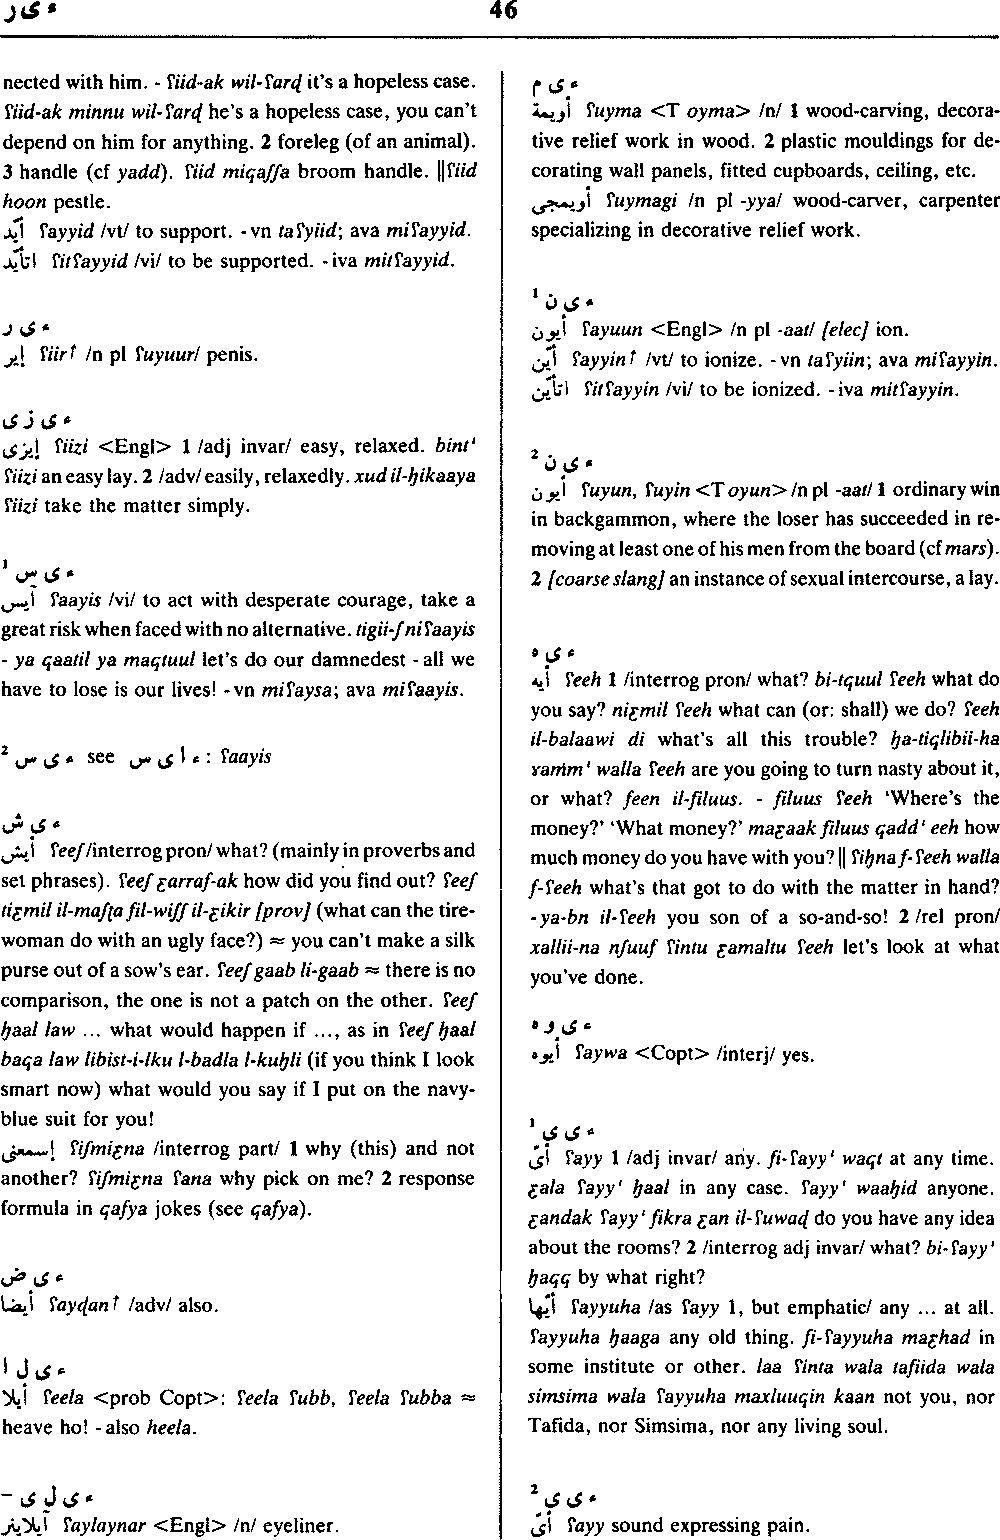 ء ى ر
46
nected with him. - ʕiid-ak wil-ʕarḍ it's a hopeless case.
ʕiid-ak minnu wil-ʕarḍ he's a hopeless case, you can't
depend on him for anything. 2 foreleg (of an animal).
3 handle (cf yadd). ʕiid miqaʃʃa broom handle. ‖ʕiid
hoon pestle.
أيّد ʕayyid /vt/ to support. - vn taʕyiid; ava miʕayyid.
اتأيّد ʕitʕayyid /vi/ to be supported. - iva mitʕayyid.
ء ى ر
إير ʕiir↑ /n pl ʕuyuur/ penis.
ء ى ز ى
إيزى ʕiizi <Engl> 1 /adj invar/ easy, relaxed. bintⁱ
ʕiizi an easy lay. 2 /adv/ easily, relaxedly. xud il-ḥikaaya
ʕiizi take the matter simply.
ء ى س ¹
آيس ʕaayis /vi/ to act with desperate courage, take a
great risk when faced with no alternative. tigii-ʃ niʕaayis
- ya qaatil ya maqtuul let's do our damnedest - all we
have to lose is our lives! - vn miʕaysa; ava miʕaayis.
ء ى س ² see ء ا ى س : ʕaayis
ء ى ش
أيش ʕeeʃ /interrog pron/ what? (mainly in proverbs and
set phrases). ʕeeʃ ɛarraf-ak how did you find out? ʕeeʃ
tiɛmil il-maʃṭa fil-wiʃʃ il-ɛikir [prov] (what can the tire-
woman do with an ugly face?) ≈ you can't make a silk
purse out of a sow's ear. ʕeeʃ gaab li-gaab ≈ there is no
comparison, the one is not a patch on the other. ʕeeʃ
ḥaal law ... what would happen if ..., as in ʕeeʃ ḥaal
baqa law libist-i-lku l-badla l-kuḥli (if you think I look
smart now) what would you say if I put on the navy-
blue suit for you!
إسمعنى ʕiʃmiɛna /interrog part/ 1 why (this) and not
another? ʕiʃmiɛna ʕana why pick on me? 2 response
formula in qafya jokes (see qafya).
ء ى ض
أيضا ʕayḍan↑ /adv/ also.
ء ى ل ا
أيلا ʕeela <prob Copt>: ʕeela ʕubb, ʕeela ʕubba ≈
heave ho! - also heela.
ء ى ل ى –
آيلاينر ʕaylaynar <Engl> /n/ eyeliner.
ء ى م
أويمة ʕuyma <T oyma> /n/ 1 wood-carving, decora-
tive relief work in wood. 2 plastic mouldings for de-
corating wall panels, fitted cupboards, ceiling, etc.
أويمجى ʕuymagi /n pl -yya/ wood-carver, carpenter
specializing in decorative relief work.
ء ى ن ¹
أيون ʕayuun <Engl> /n pl -aat/ [elec] ion.
أيّن ʕayyin↑ /vt/ to ionize. - vn taʕyiin; ava miʕayyin.
اتأيّن ʕitʕayyin /vi/ to be ionized. - iva mitʕayyin.
ء ى ن ²
أيون ʕuyun, ʕuyin <T oyun> /n pl -aat/ 1 ordinary win
in backgammon, where the loser has succeeded in re-
moving at least one of his men from the board (cf mars).
2 [coarse slang] an instance of sexual intercourse, a lay.
ء ى ه
أيه ʕeeh 1 /interrog pron/ what? bi-tquul ʕeeh what do
you say? niɛmil ʕeeh what can (or: shall) we do? ʕeeh
il-balaawi di what's all this trouble? ḥa-tiqlibii-ha
ɣammⁱ walla ʕeeh are you going to turn nasty about it,
or what? feen il-filuus. - filuus ʕeeh 'Where's the
money?' 'What money?' maɛaak filuus qaddⁱ eeh how
much money do you have with you? ‖ ʕiḥna f-ʕeeh walla
f-ʕeeh what's that got to do with the matter in hand?
- ya-bn il-ʕeeh you son of a so-and-so! 2 /rel pron/
xallii-na nʃuuf ʕintu ɛamaltu ʕeeh let's look at what
you've done.
ء ى و ه
أيوه ʕaywa <Copt> /interj/ yes.
ء ى ى ¹
أىّ ʕayy 1 /adj invar/ any. fi-ʕayyⁱ waqt at any time.
ɛala ʕayyⁱ ḥaal in any case. ʕayyⁱ waaḥid anyone.
ɛandak ʕayyⁱ fikra ɛan il-ʕuwaḍ do you have any idea
about the rooms? 2 /interrog adj invar/ what? bi-ʕayyⁱ
ḥaqq by what right?
أيّها ʕayyuha /as ʕayy 1, but emphatic/ any ... at all.
ʕayyuha ḥaaga any old thing. fi-ʕayyuha maɛhad in
some institute or other. laa ʕinta wala tafiida wala
simsima wala ʕayyuha maxluuqin kaan not you, nor
Tafida, nor Simsima, nor any living soul.
ء ى ى ²
أىّ ʕayy sound expressing pain.